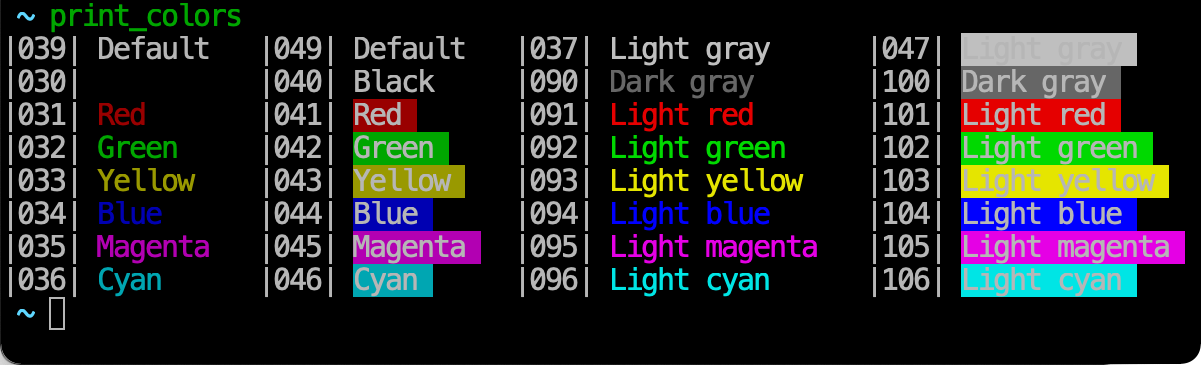 ~ print_colors
|039| Default |049| Default |037| Light gray |047| Light gray
|030| |040| Black |090| Dark gray |100| Dark gray
|031| Red |041| Red |091| Light red |101| Light red
|032| Green |042| Green |092| Light green |102| Light green
|033| Yellow |043| Yellow |093| Light yellow |103| Light yellow
|034| Blue |044| Blue |094| Light blue |104| Light blue
|035| Magenta |045| Magenta |095| Light magenta |105| Light magenta
|036| Cyan |046| Cyan |096| Light cyan |106| Light cyan
~